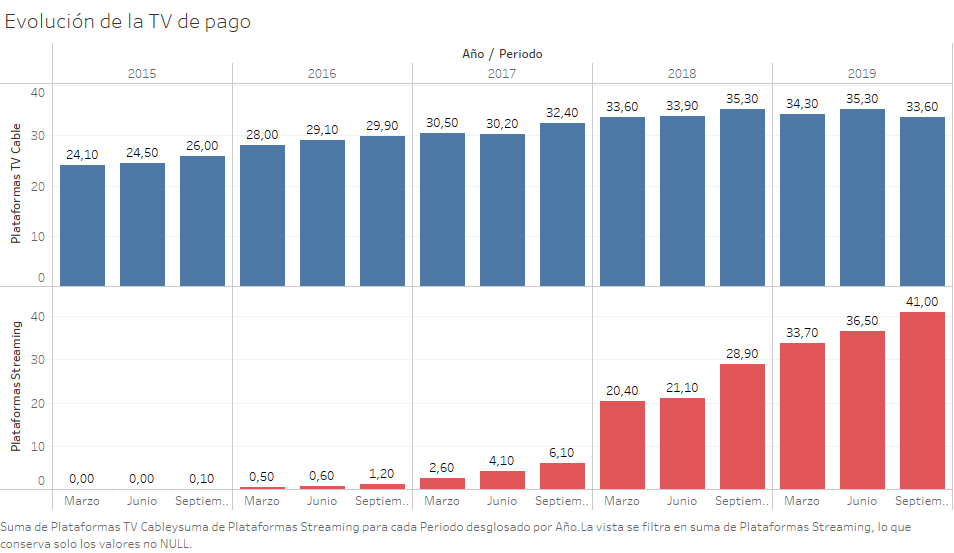 Evolución de la TV de pago
Año / Periodo
2015 2016 2017 2018 2019
Plataformas TV Cable
40
30
20
10
0
24,10 24,50 26,00 28,00 29,10 29,90 30,50 30,20 32,40 33,60 33,90 35,30 34,30 35,30 33,60
Plataformas Streaming
40
30
20
10
0
0,00 0,00 0,10 0,50 0,60 1,20 2,60 4,10 6,10 20,40 21,10 28,90 33,70 36,50 41,00
Marzo Junio Septiem.. Marzo Junio Septiem.. Marzo Junio Septiem.. Marzo Junio Septiem.. Marzo Junio Septiem..
Suma de Plataformas TV Cableysuma de Plataformas Streaming para cada Periodo desglosado por Año.La vista se filtra en suma de Plataformas Streaming, lo que
conserva solo los valores no NULL.